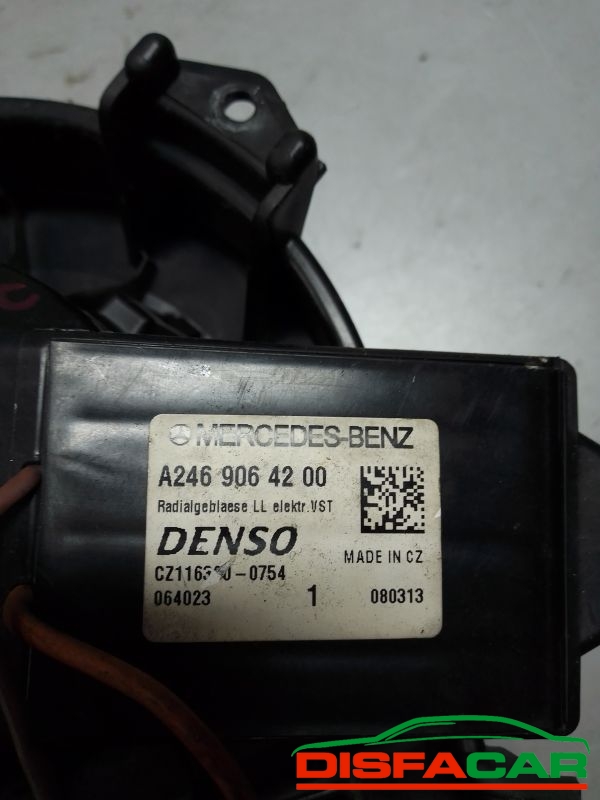 MERCEDES-BENZ
A246 906 42 00
Radialgeblaese LL elektr.VST
DENSO
MADE IN CZ
064023
1
080313
DISFACAR